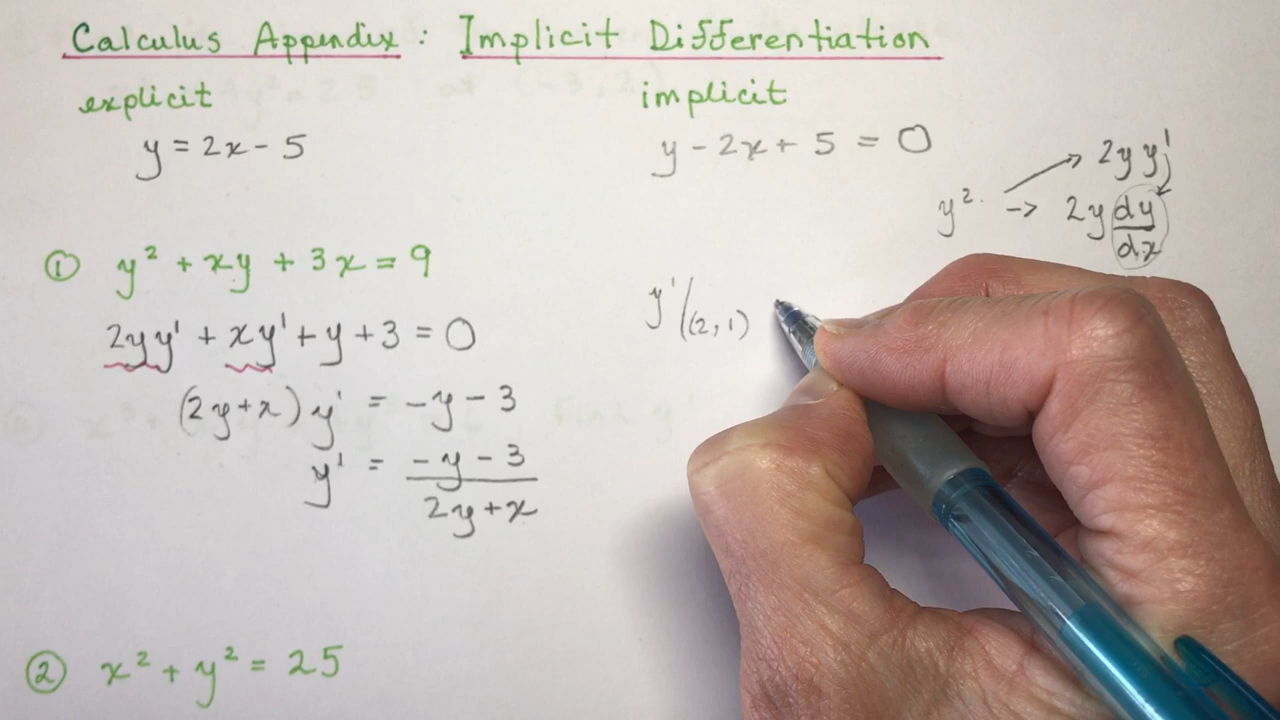 Calculus Appendix : Implicit Differentiation
explicit
implicit
y = 2x - 5
y - 2x + 5 = 0
y² → 2yy'
→ 2y dy/dx
① y² + xy + 3x = 9
2yy' + xy' + y + 3 = 0
y' |(2,1)
(2y+x) y' = -y - 3
y' = -y - 3 / 2y + x
② x² + y² = 25